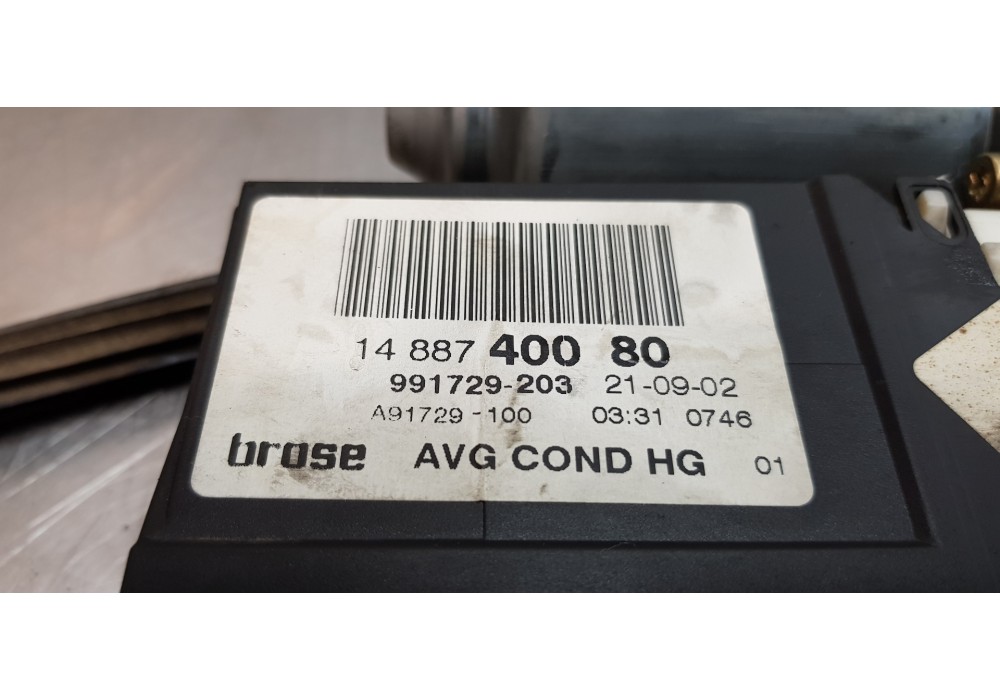 14 887 400 80
991729-203 21-09-02
A91729-100 03:31 0746
brose AVG COND HG 01